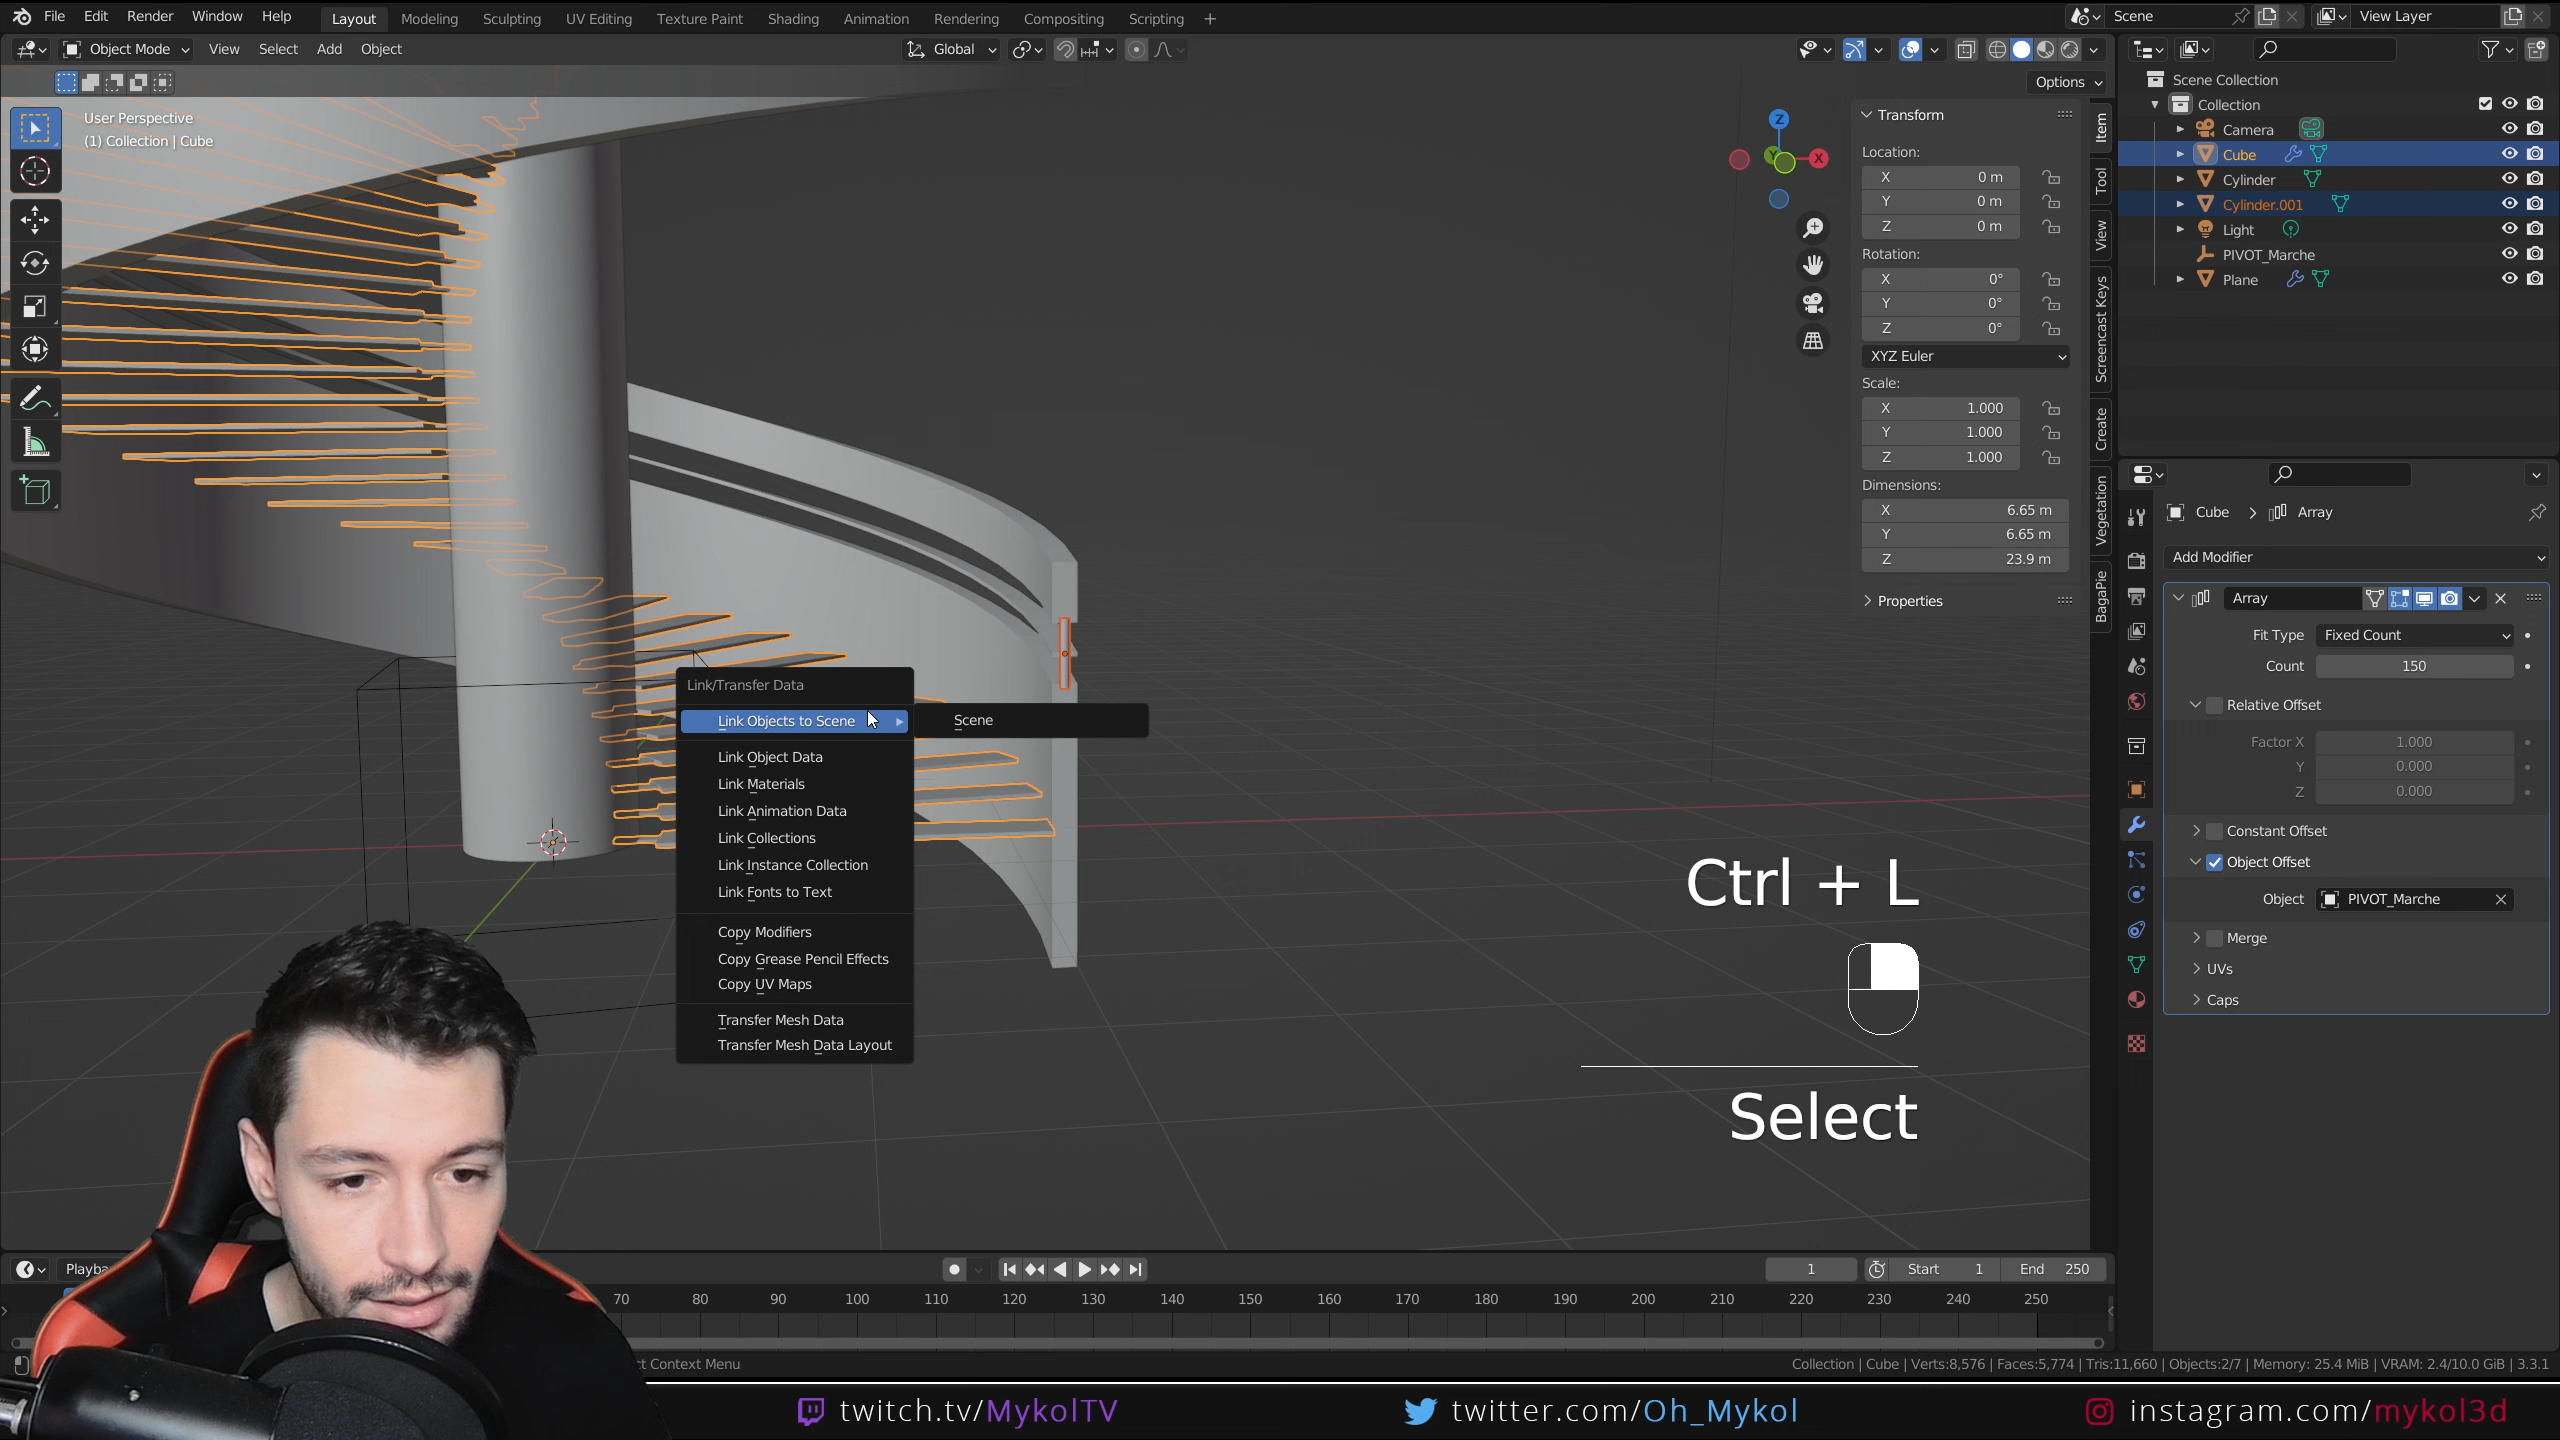 File Edit Render Window Help Layout Modeling Sculpting UV Editing Texture Paint Shading Animation Rendering Compositing Scripting + Scene View Layer
Object Mode View Select Add Object Global
Options
User Perspective
(1) Collection | Cube
Transform
Location:
X 0 m
Y 0 m
Z 0 m
Rotation:
X 0°
Y 0°
Z 0°
XYZ Euler
Scale:
X 1.000
Y 1.000
Z 1.000
Dimensions:
X 6.65 m
Y 6.65 m
Z 23.9 m
Properties
Z
X
Y
Item
Tool
View
Screencast Keys
Create
Vegetation
BagaPie
Scene Collection
Collection
Camera
Cube
Cylinder
Cylinder.001
Light
PIVOT_Marche
Plane
Cube > Array
Add Modifier
Array
Fit Type Fixed Count
Count 150
Relative Offset
Factor X 1.000
Y 0.000
Z 0.000
Constant Offset
Object Offset
Object PIVOT_Marche
Merge
UVs
Caps
Link/Transfer Data
Link Objects to Scene
Scene
Link Object Data
Link Materials
Link Animation Data
Link Collections
Link Instance Collection
Link Fonts to Text
Copy Modifiers
Copy Grease Pencil Effects
Copy UV Maps
Transfer Mesh Data
Transfer Mesh Data Layout
Ctrl + L
Select
1 Start 1 End 250
70 80 90 100 110 120 130 140 150 160 170 180 190 200 210 220 230 240 250
Context Menu
Collection | Cube | Verts:8,576 | Faces:5,774 | Tris:11,660 | Objects:2/7 | Memory: 25.4 MiB | VRAM: 2.4/10.0 GiB | 3.3.1
twitch.tv/MykolTV twitter.com/Oh_Mykol instagram.com/mykol3d